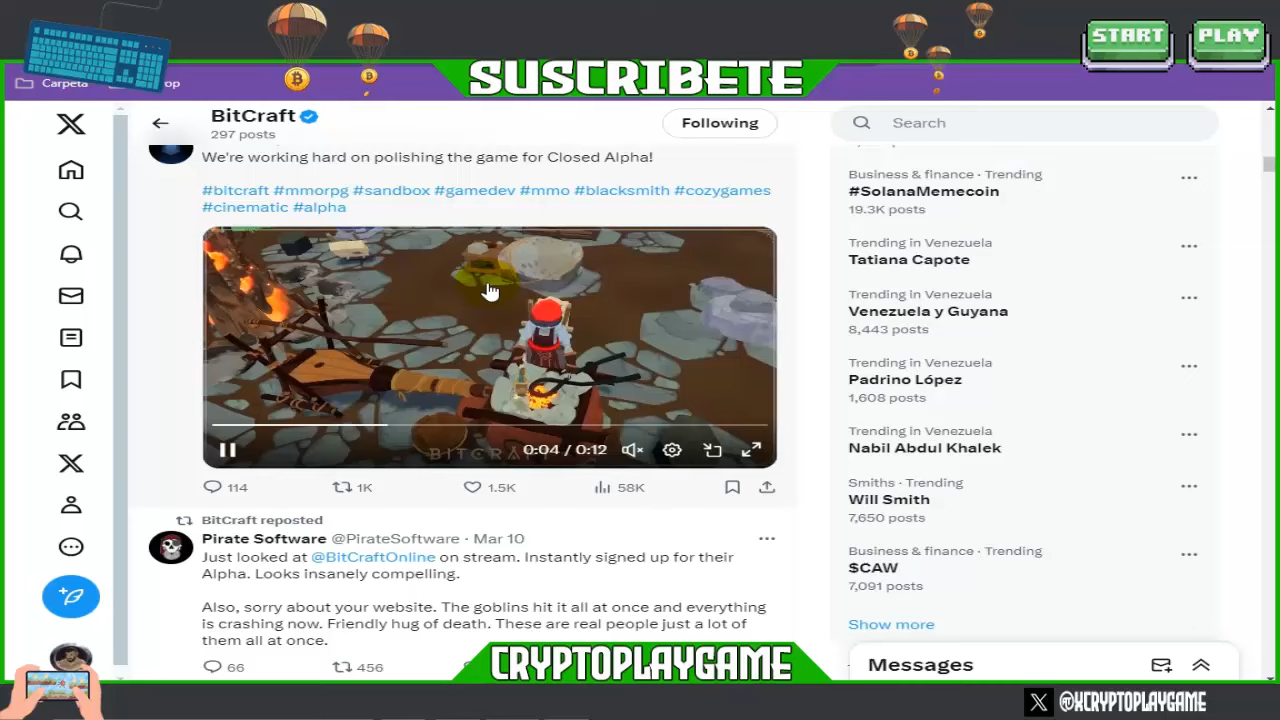 START
PLAY
SUSCRIBETE
Carpeta
op
BitCraft
297 posts
Following
Search
We're working hard on polishing the game for Closed Alpha!
#bitcraft #mmorpg #sandbox #gamedev #mmo #blacksmith #cozygames
#cinematic #alpha
BITCRAFT
0:04 / 0:12
114
1K
1.5K
58K
BitCraft reposted
Pirate Software @PirateSoftware · Mar 10
Just looked at @BitCraftOnline on stream. Instantly signed up for their
Alpha. Looks insanely compelling.
Also, sorry about your website. The goblins hit it all at once and everything
is crashing now. Friendly hug of death. These are real people just a lot of
them all at once.
66
456
Business & finance · Trending
#SolanaMemecoin
19.3K posts
Trending in Venezuela
Tatiana Capote
Trending in Venezuela
Venezuela y Guyana
8,443 posts
Trending in Venezuela
Padrino López
1,608 posts
Trending in Venezuela
Nabil Abdul Khalek
Smiths · Trending
Will Smith
7,650 posts
Business & finance · Trending
$CAW
7,091 posts
Show more
Messages
CRYPTOPLAYGAME
@XCRYPTOPLAYGAME